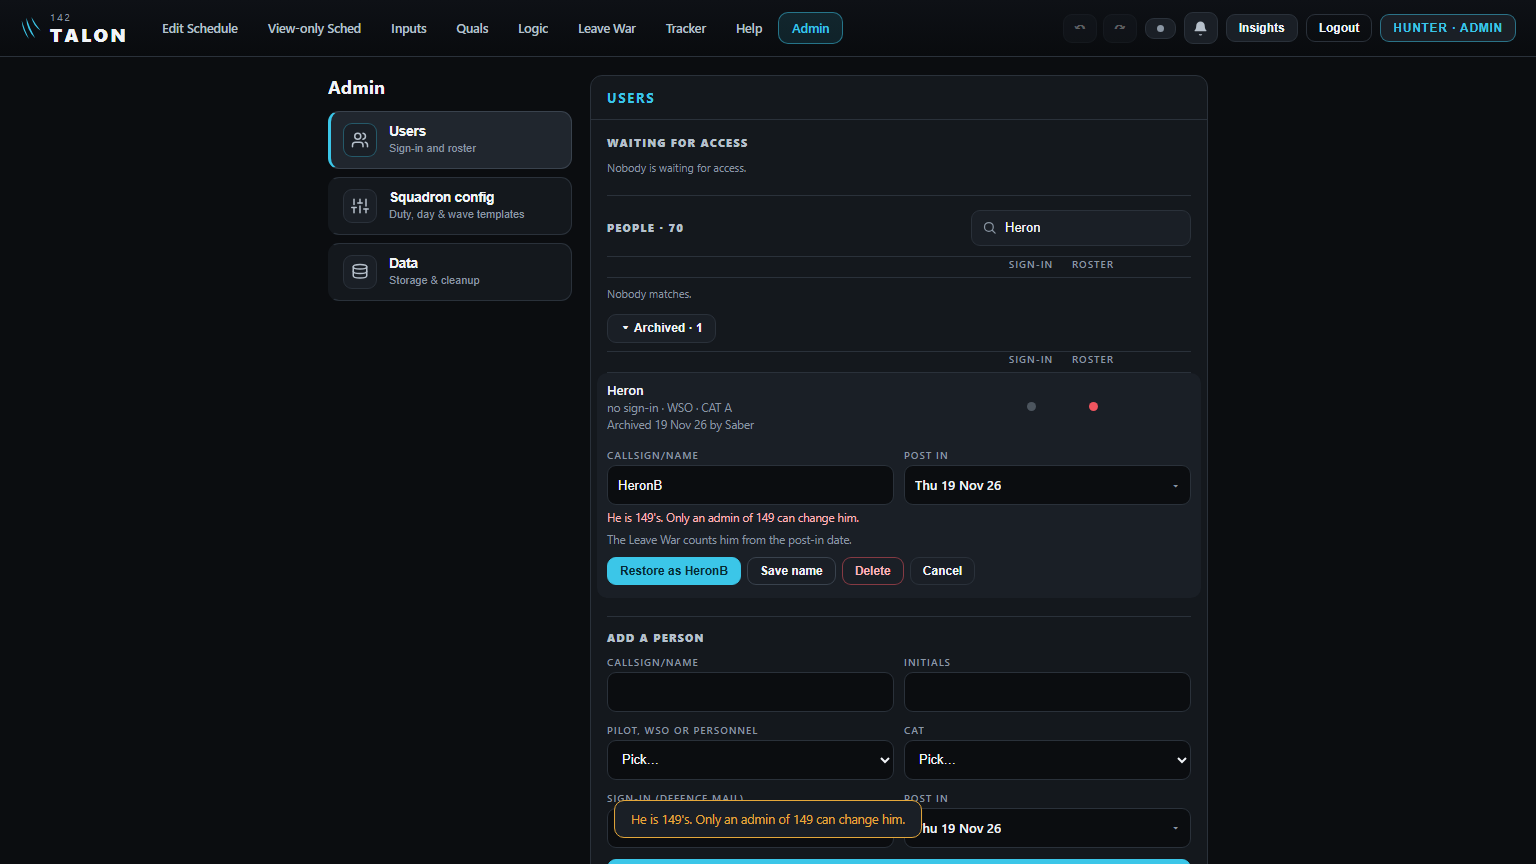 142
TALON
Edit Schedule
View-only Sched
Inputs
Quals
Logic
Leave War
Tracker
Help
Admin
Insights
Logout
HUNTER · ADMIN
Admin
Users
Sign-in and roster
Squadron config
Duty, day & wave templates
Data
Storage & cleanup
USERS
WAITING FOR ACCESS
Nobody is waiting for access.
PEOPLE · 70
Heron
SIGN-IN ROSTER
Nobody matches.
Archived · 1
SIGN-IN ROSTER
Heron
no sign-in · WSO · CAT A
Archived 19 Nov 26 by Saber
CALLSIGN/NAME
POST IN
HeronB
Thu 19 Nov 26
He is 149's. Only an admin of 149 can change him.
The Leave War counts him from the post-in date.
Restore as HeronB
Save name
Delete
Cancel
ADD A PERSON
CALLSIGN/NAME
INITIALS
PILOT, WSO OR PERSONNEL
CAT
Pick...
Pick...
SIGN-IN (DEFENCE MAIL)
POST IN
He is 149's. Only an admin of 149 can change him.
hu 19 Nov 26